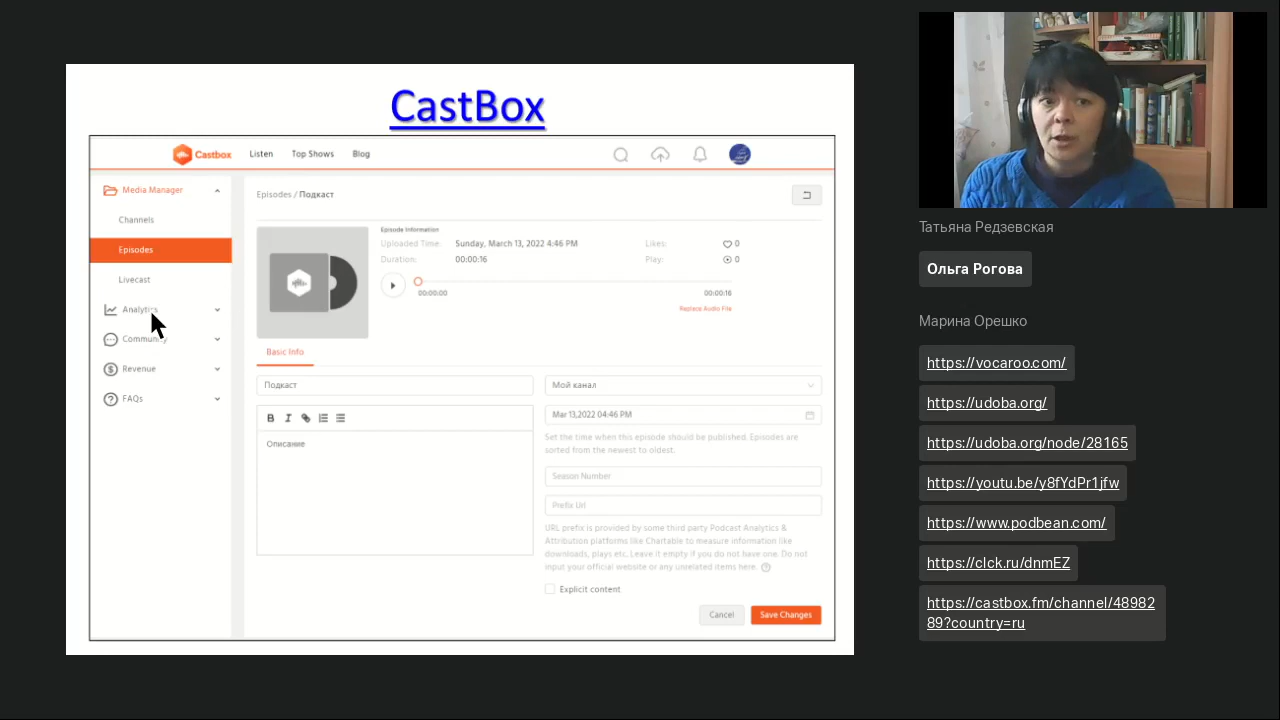 CastBox
Castbox
Listen
Top Shows
Blog
Media Manager
Channels
Episodes
Livecast
Analytics
Community
Revenue
FAQs
Episodes / Подкаст
Episode Information
Uploaded Time: Sunday, March 13, 2022 4:46 PM
Likes: 0
Duration: 00:00:16
Play: 0
00:00:00
00:00:16
Replace Audio File
Basic Info
Подкаст
Мой канал
B I
Описание
Mar 13,2022 04:46 PM
Set the time when this episode should be published. Episodes are
sorted from the newest to oldest.
Season Number
Prefix Url
URL prefix is provided by some third party Podcast Analytics &
Attribution platforms like Chartable to measure information like
downloads, plays etc. Leave it empty if you do not have one. Do not
input your official website or any unrelated items here.
Explicit content
Cancel
Save Changes
Татьяна Редзевская
Ольга Рогова
Марина Орешко
https://vocaroo.com/
https://udoba.org/
https://udoba.org/node/28165
https://youtu.be/y8fYdPr1jfw
https://www.podbean.com/
https://clck.ru/dnmEZ
https://castbox.fm/channel/48982
89?country=ru